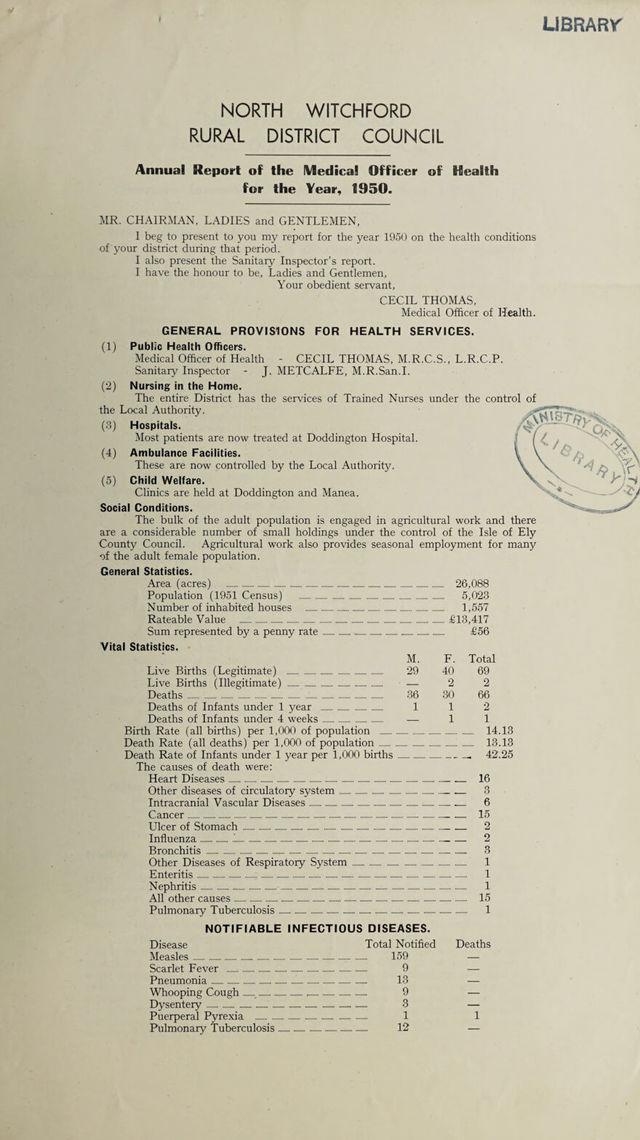 LIBRARY
NORTH WITCHFORD
RURAL DISTRICT COUNCIL
Annual Report of the Medical Officer of Health
for the Year, 1950.
MR. CHAIRMAN, LADIES and GENTLEMEN,
I beg to present to you my report for the year 1950 on the health conditions
of your district during that period.
I also present the Sanitary Inspector's report.
I have the honour to be, Ladies and Gentlemen,
Your obedient servant,
CECIL THOMAS,
Medical Officer of Health.
GENERAL PROVISIONS FOR HEALTH SERVICES.
(1) Public Health Officers.
Medical Officer of Health - CECIL THOMAS, M.R.C.S., L.R.C.P.
Sanitary Inspector - J. METCALFE, M.R.San.I.
(2) Nursing in the Home.
The entire District has the services of Trained Nurses under the control of
the Local Authority.
(3) Hospitals.
Most patients are now treated at Doddington Hospital.
(4) Ambulance Facilities.
These are now controlled by the Local Authority.
(5) Child Welfare.
Clinics are held at Doddington and Manea.
MINISTRY OF HEALTH
LIBRARY
Social Conditions.
The bulk of the adult population is engaged in agricultural work and there
are a considerable number of small holdings under the control of the Isle of Ely
County Council. Agricultural work also provides seasonal employment for many
of the adult female population.
General Statistics.
Area (acres) 26,088
Population (1951 Census) 5,023
Number of inhabited houses 1,557
Rateable Value £13,417
Sum represented by a penny rate £56
Vital Statistics.
M. F. Total
Live Births (Legitimate) 29 40 69
Live Births (Illegitimate) — 2 2
Deaths 36 30 66
Deaths of Infants under 1 year 1 1 2
Deaths of Infants under 4 weeks — 1 1
Birth Rate (all births) per 1,000 of population 14.13
Death Rate (all deaths) per 1,000 of population 13.13
Death Rate of Infants under 1 year per 1,000 births 42.25
The causes of death were:
Heart Diseases 16
Other diseases of circulatory system 3
Intracranial Vascular Diseases 6
Cancer 15
Ulcer of Stomach 2
Influenza 2
Bronchitis 3
Other Diseases of Respiratory System 1
Enteritis 1
Nephritis 1
All other causes 15
Pulmonary Tuberculosis 1
NOTIFIABLE INFECTIOUS DISEASES.
Disease Total Notified Deaths
Measles 159 —
Scarlet Fever 9 —
Pneumonia 13 —
Whooping Cough 9 —
Dysentery 3 —
Puerperal Pyrexia 1 1
Pulmonary Tuberculosis 12 —